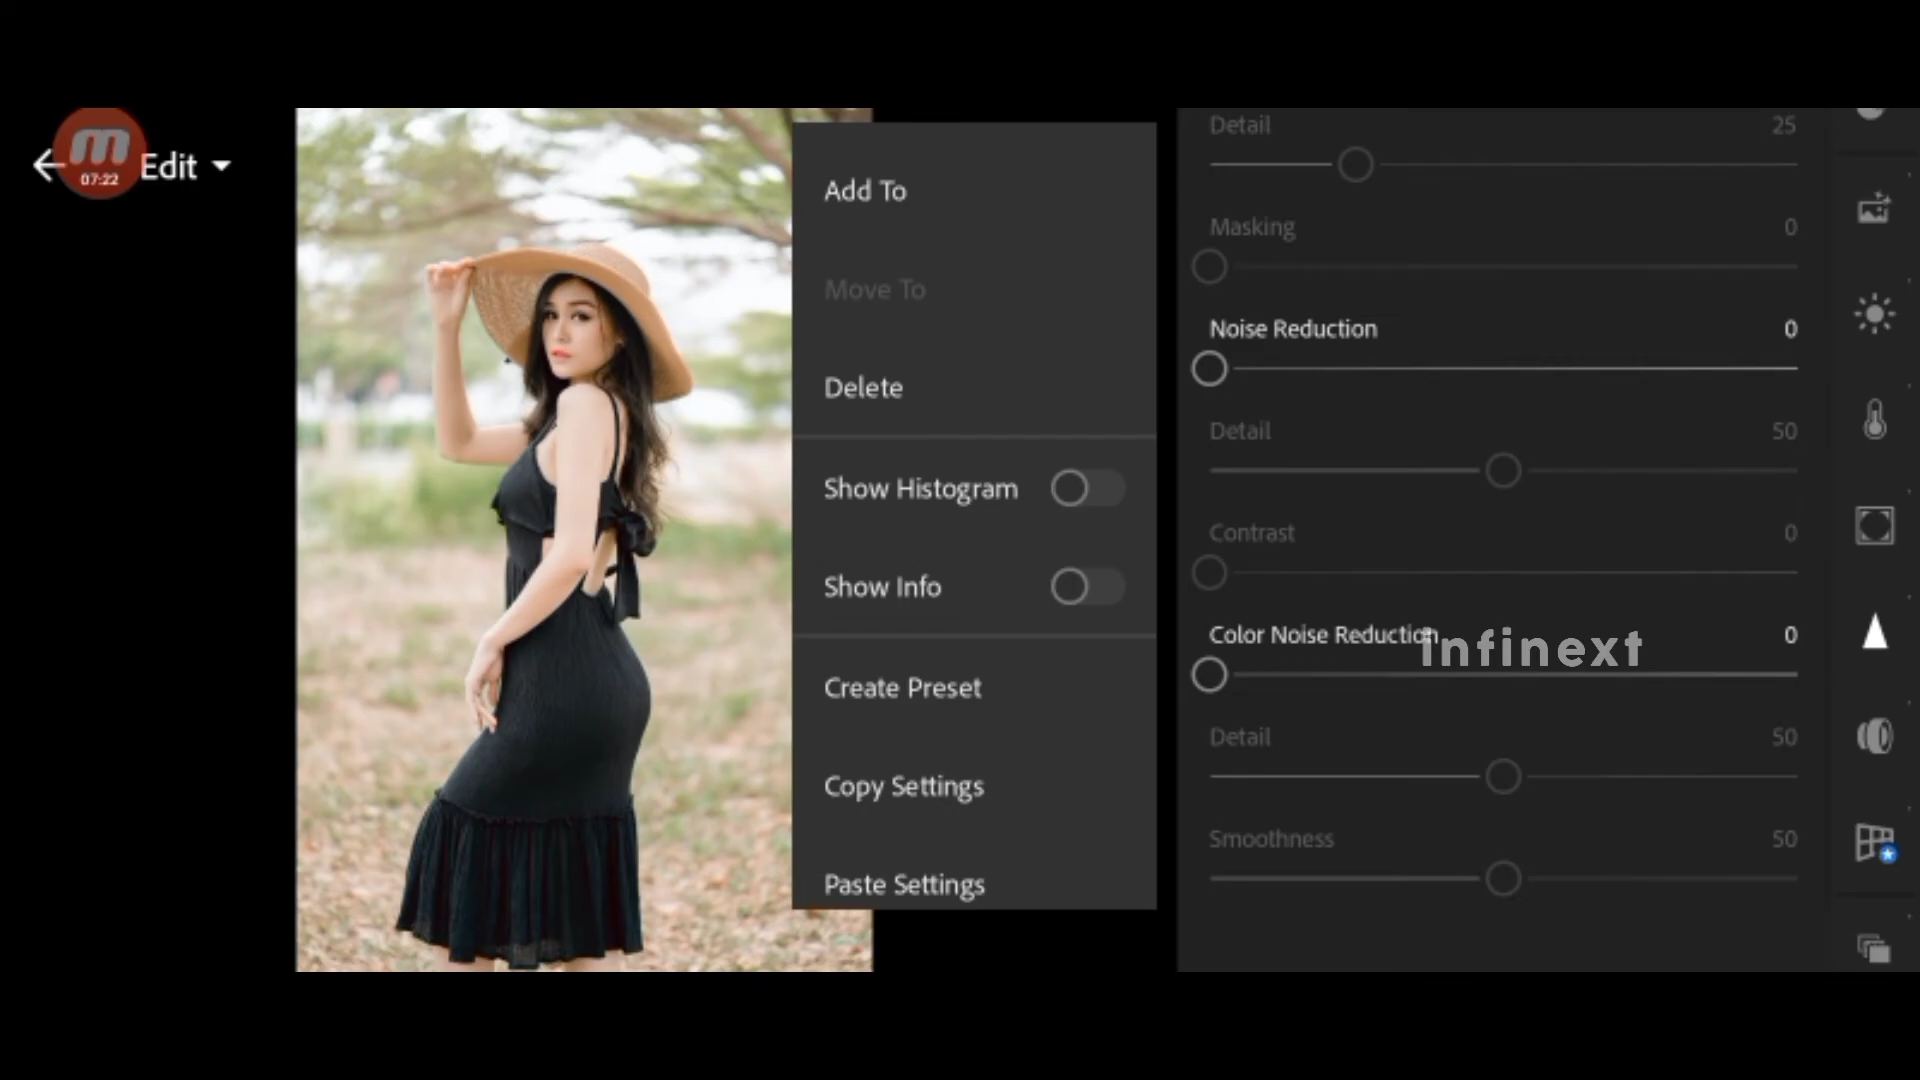 m
07:22
Edit
Add To
Move To
Delete
Show Histogram
Show Info
Create Preset
Copy Settings
Paste Settings
Detail 25
Masking 0
Noise Reduction 0
Detail 50
Contrast 0
Color Noise Reduction 0
infinext
Detail 50
Smoothness 50